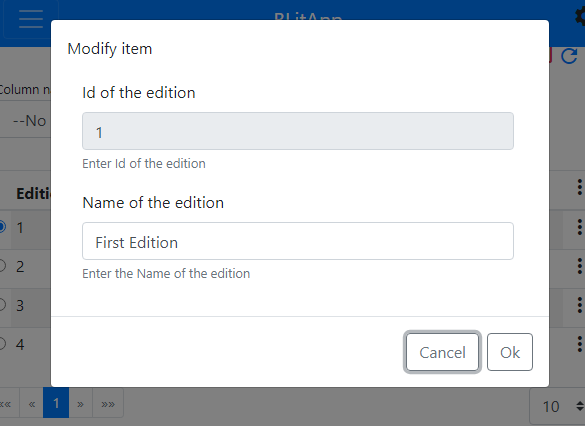 BLitApp
Modify item
Column n
Id of the edition
--No
1
Enter Id of the edition
Name of the edition
Editi
First Edition
1
Enter the Name of the edition
2
3
4
Cancel
Ok
«« « 1 » »»
10